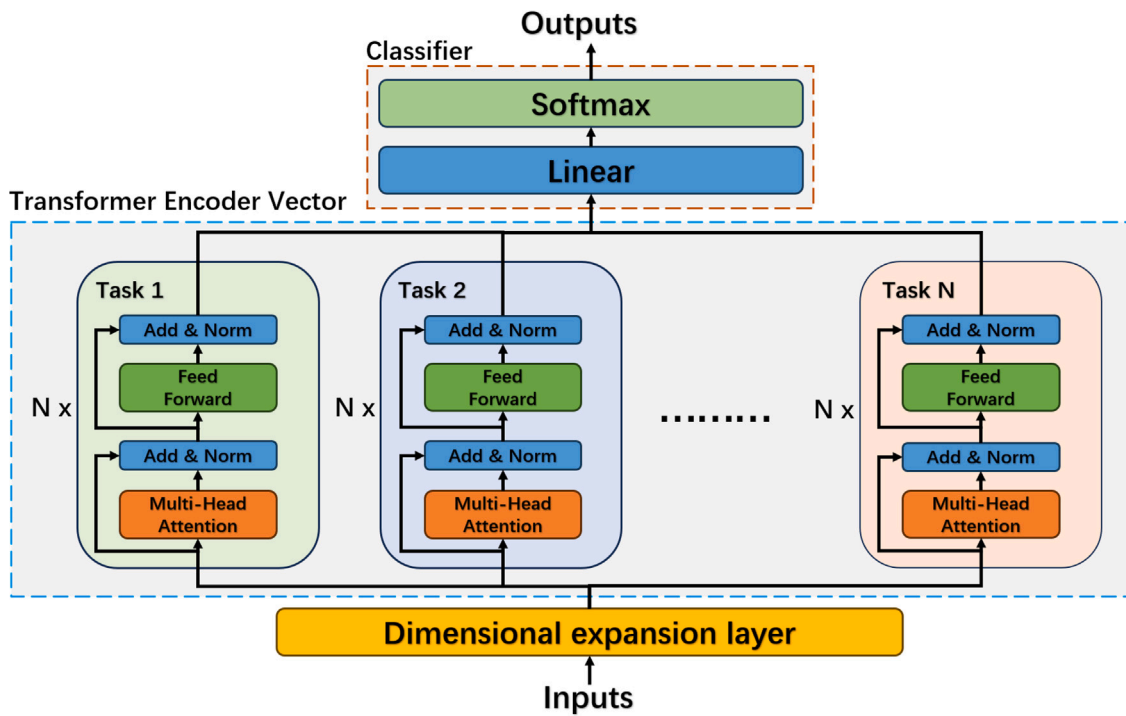 Outputs
Classifier
Softmax
Linear
Transformer Encoder Vector
Task 1
Add & Norm
Feed
Forward
N x
Add & Norm
Multi-Head
Attention
Task 2
Add & Norm
Feed
Forward
N x
Add & Norm
Multi-Head
Attention
………
Task N
Add & Norm
Feed
Forward
N x
Add & Norm
Multi-Head
Attention
Dimensional expansion layer
Inputs